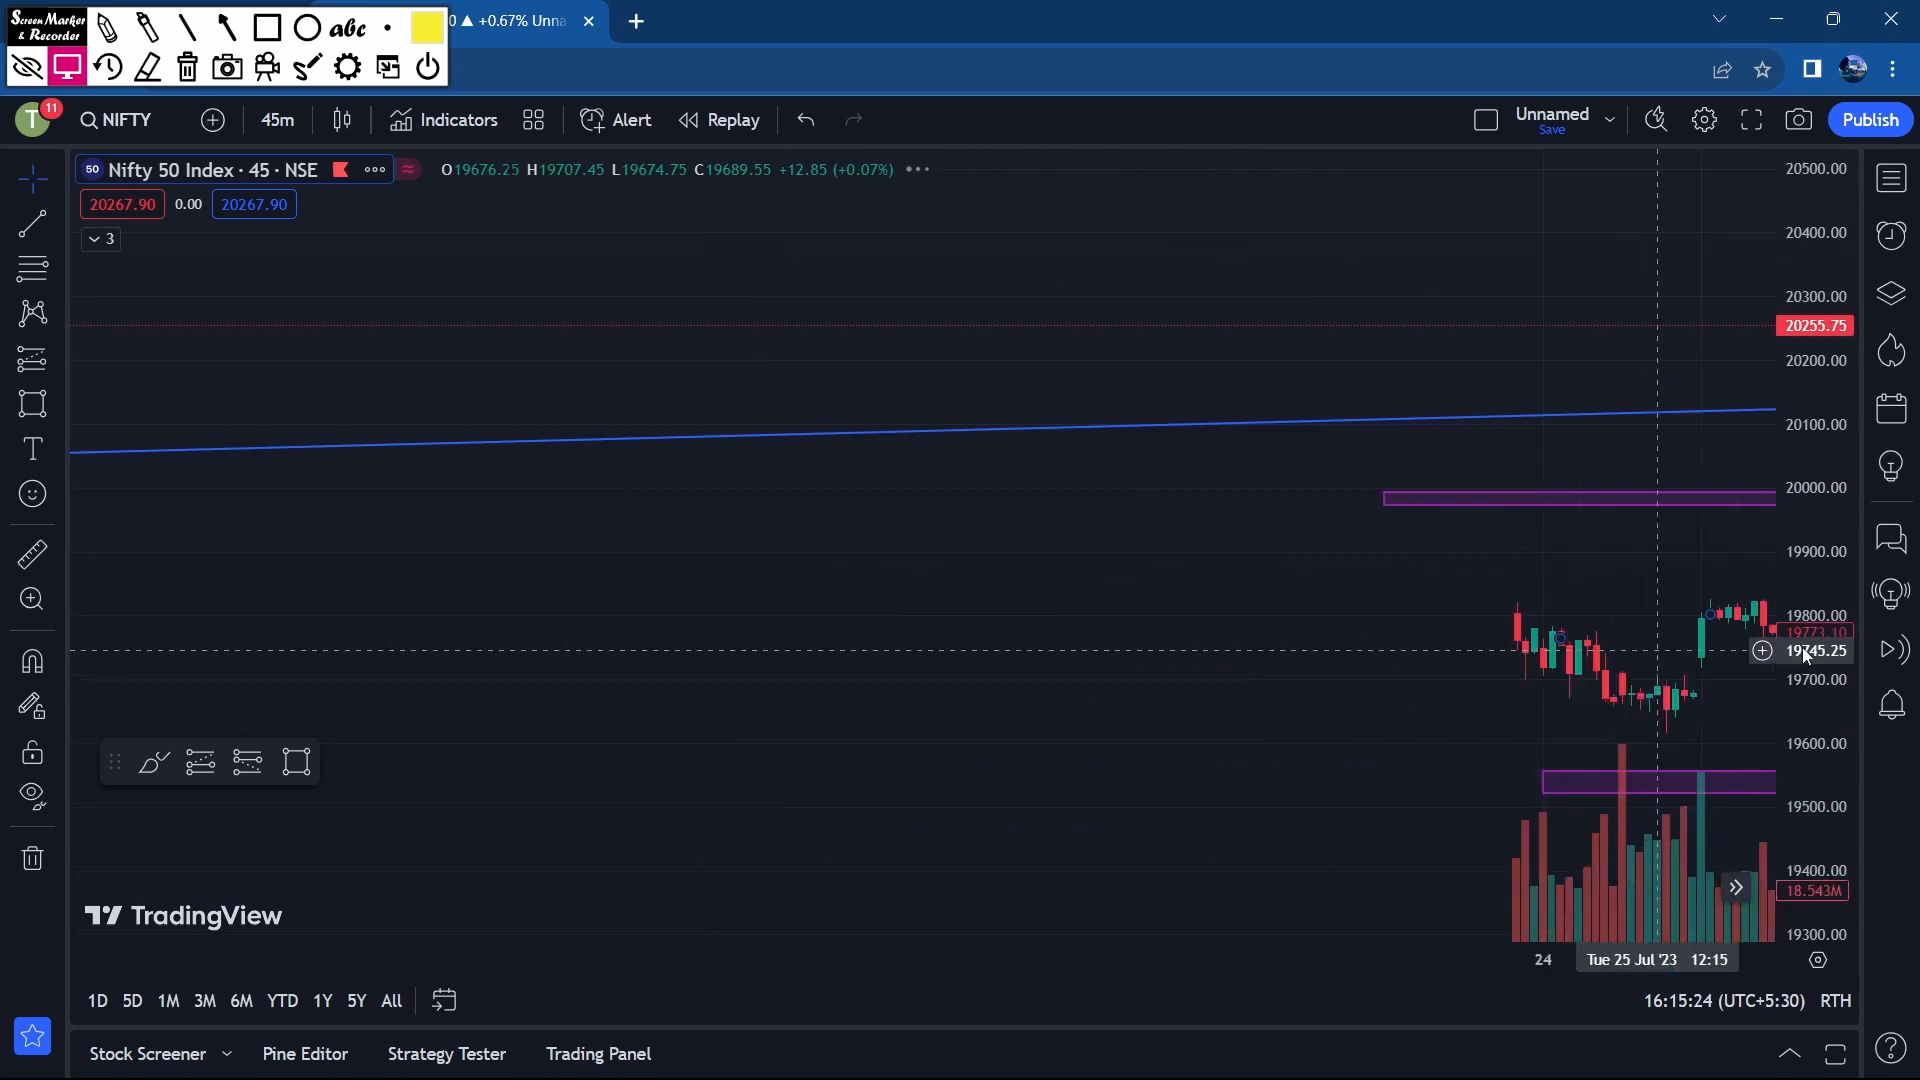 Screen Marker
& Recorder
abc
0 ▲ +0.67% Unna
T
11
NIFTY
45m
Indicators
Alert
Replay
Unnamed
Save
Publish
50
Nifty 50 Index · 45 · NSE
O19676.25 H19707.45 L19674.75 C19689.55 +12.85 (+0.07%)
20267.90
0.00
20267.90
3
20500.00
20400.00
20300.00
20255.75
20200.00
20100.00
20000.00
19900.00
19800.00
19773.10
19745.25
19700.00
19600.00
19500.00
19400.00
18.543M
19300.00
TradingView
24
Tue 25 Jul '23 12:15
1D 5D 1M 3M 6M YTD 1Y 5Y All
16:15:24 (UTC+5:30) RTH
Stock Screener
Pine Editor
Strategy Tester
Trading Panel